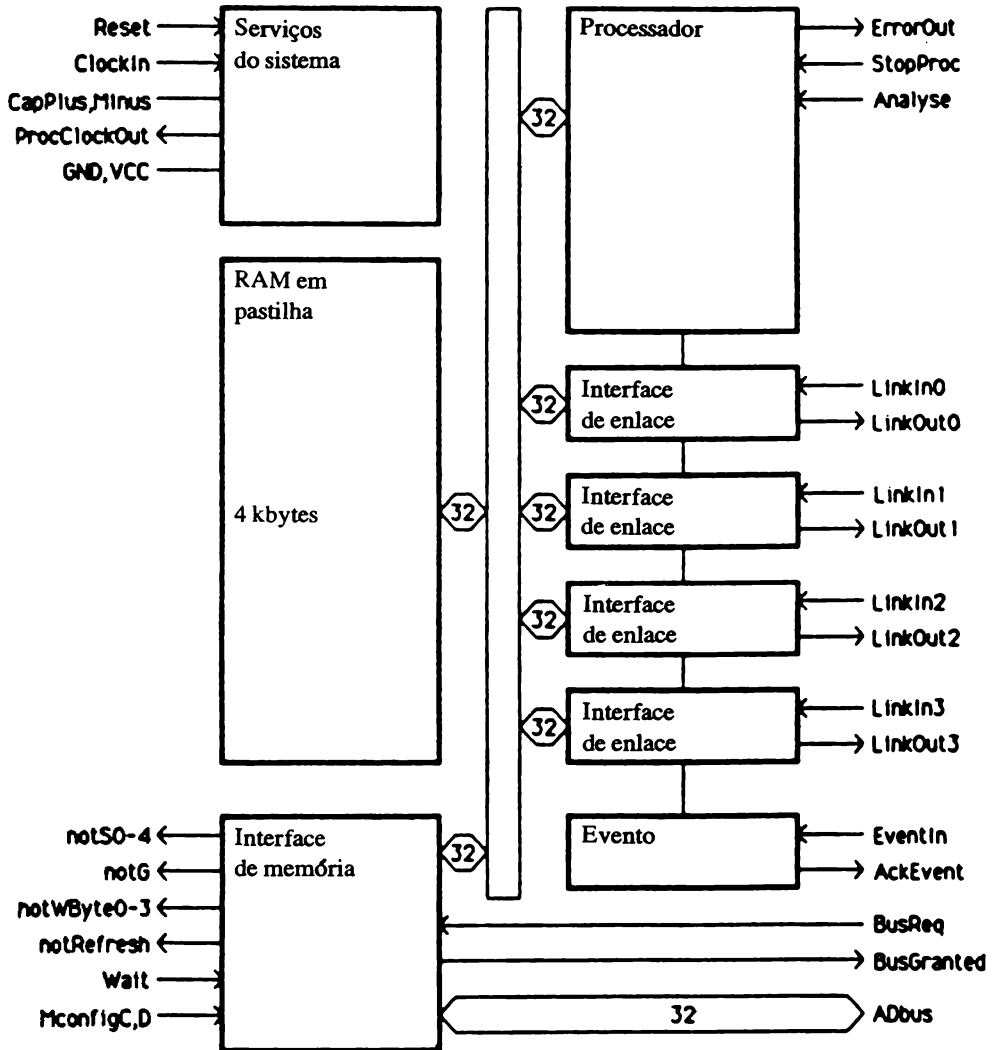 Reset
ClockIn
CapPlus,Minus
ProcClockOut
GND,VCC
Serviços
do sistema
RAM em
pastilha
4 kbytes
32
Processador
32
ErrorOut
StopProc
Analyse
32
Interface
de enlace
LinkIn0
LinkOut0
32
Interface
de enlace
LinkIn1
LinkOut1
32
Interface
de enlace
LinkIn2
LinkOut2
32
Interface
de enlace
LinkIn3
LinkOut3
Evento
EventIn
AckEvent
notS0-4
notG
notWByte0-3
notRefresh
Wait
MconfigC,D
Interface
de memória
32
BusReq
BusGranted
32
ADbus